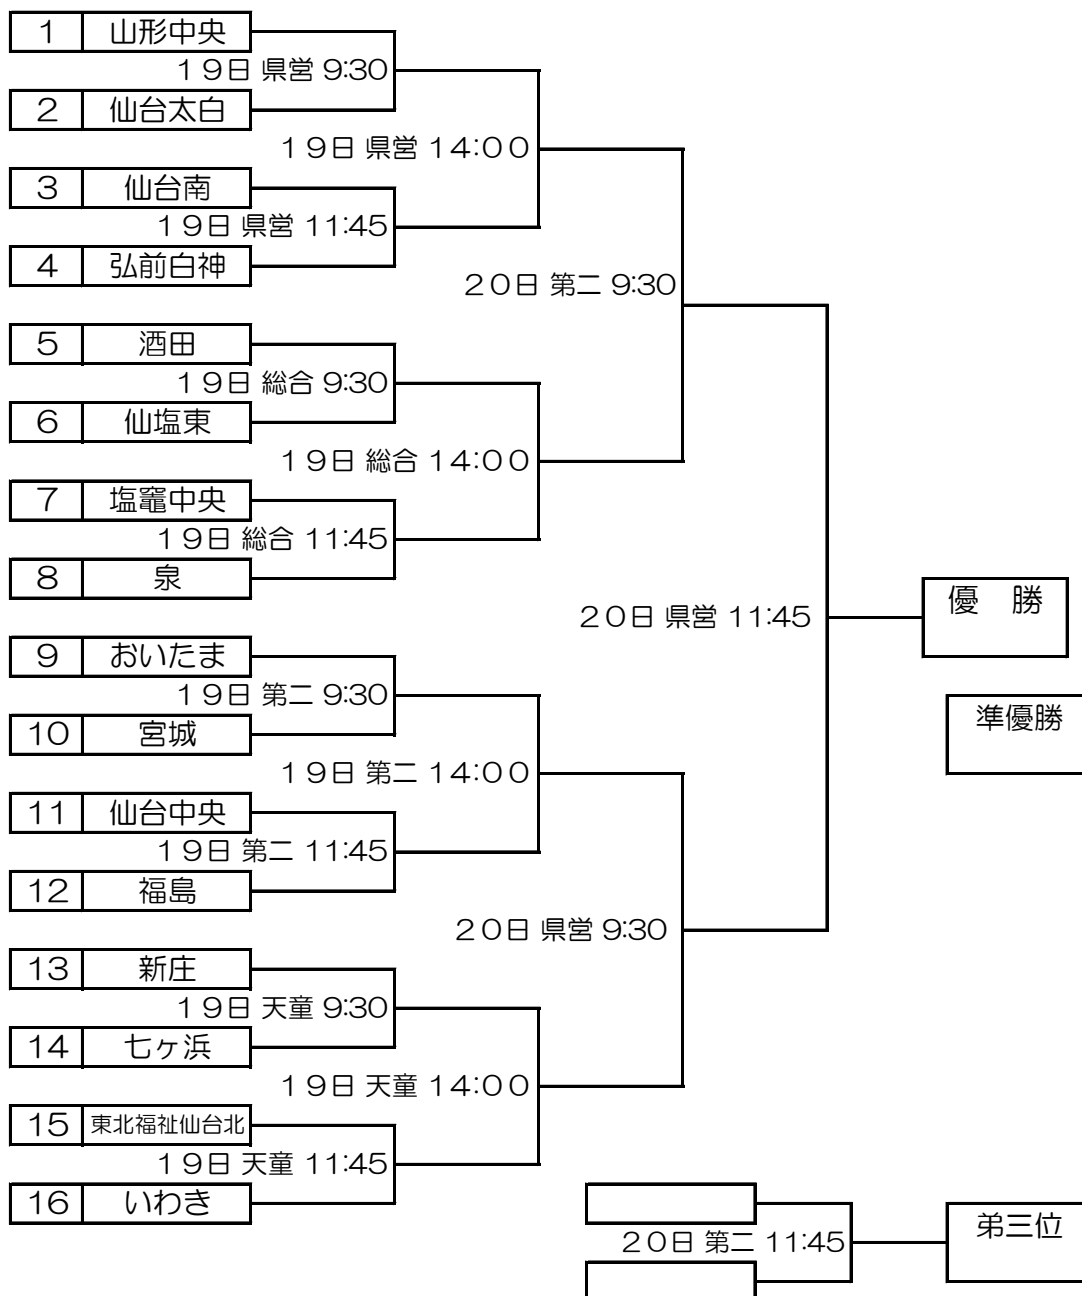 1 山形中央
１９日 県営 9:30
2 仙台太白
１９日 県営 14:00
3 仙台南
１９日 県営 11:45
4 弘前白神
２０日 第二 9:30
5 酒田
１９日 総合 9:30
6 仙塩東
１９日 総合 14:00
7 塩竈中央
１９日 総合 11:45
8 泉
優　勝
２０日 県営 11:45
9 おいたま
１９日 第二 9:30
準優勝
10 宮城
１９日 第二 14:00
11 仙台中央
１９日 第二 11:45
12 福島
２０日 県営 9:30
13 新庄
１９日 天童 9:30
14 七ヶ浜
１９日 天童 14:00
15 東北福祉仙台北
１９日 天童 11:45
16 いわき
弟三位
２０日 第二 11:45